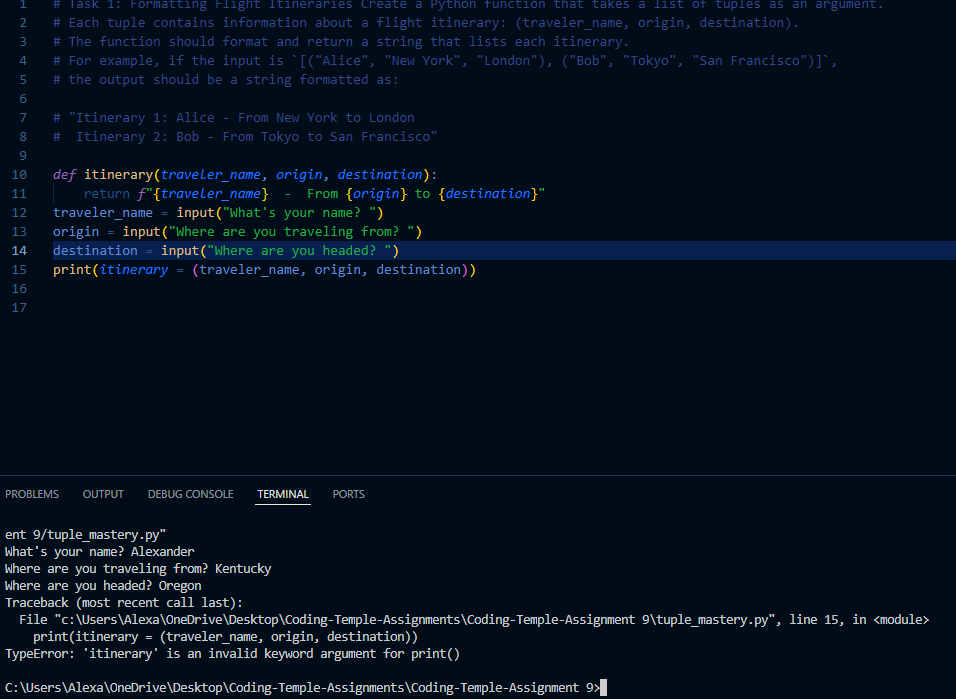 1 # Task 1: Formatting Flight Itineraries Create a Python function that takes a list of tuples as an argument.
2 # Each tuple contains information about a flight itinerary: (traveler_name, origin, destination).
3 # The function should format and return a string that lists each itinerary.
4 # For example, if the input is `[("Alice", "New York", "London"), ("Bob", "Tokyo", "San Francisco")]`,
5 # the output should be a string formatted as:
6
7 # "Itinerary 1: Alice - From New York to London
8 #  Itinerary 2: Bob - From Tokyo to San Francisco"
9
10 def itinerary(traveler_name, origin, destination):
11     return f"{traveler_name}  -  From {origin} to {destination}"
12 traveler_name = input("What's your name? ")
13 origin = input("Where are you traveling from? ")
14 destination = input("Where are you headed? ")
15 print(itinerary = (traveler_name, origin, destination))
16
17
PROBLEMS OUTPUT DEBUG CONSOLE TERMINAL PORTS
ent 9/tuple_mastery.py"
What's your name? Alexander
Where are you traveling from? Kentucky
Where are you headed? Oregon
Traceback (most recent call last):
  File "c:\Users\Alexa\OneDrive\Desktop\Coding-Temple-Assignments\Coding-Temple-Assignment 9\tuple_mastery.py", line 15, in <module>
    print(itinerary = (traveler_name, origin, destination))
TypeError: 'itinerary' is an invalid keyword argument for print()
C:\Users\Alexa\OneDrive\Desktop\Coding-Temple-Assignments\Coding-Temple-Assignment 9>